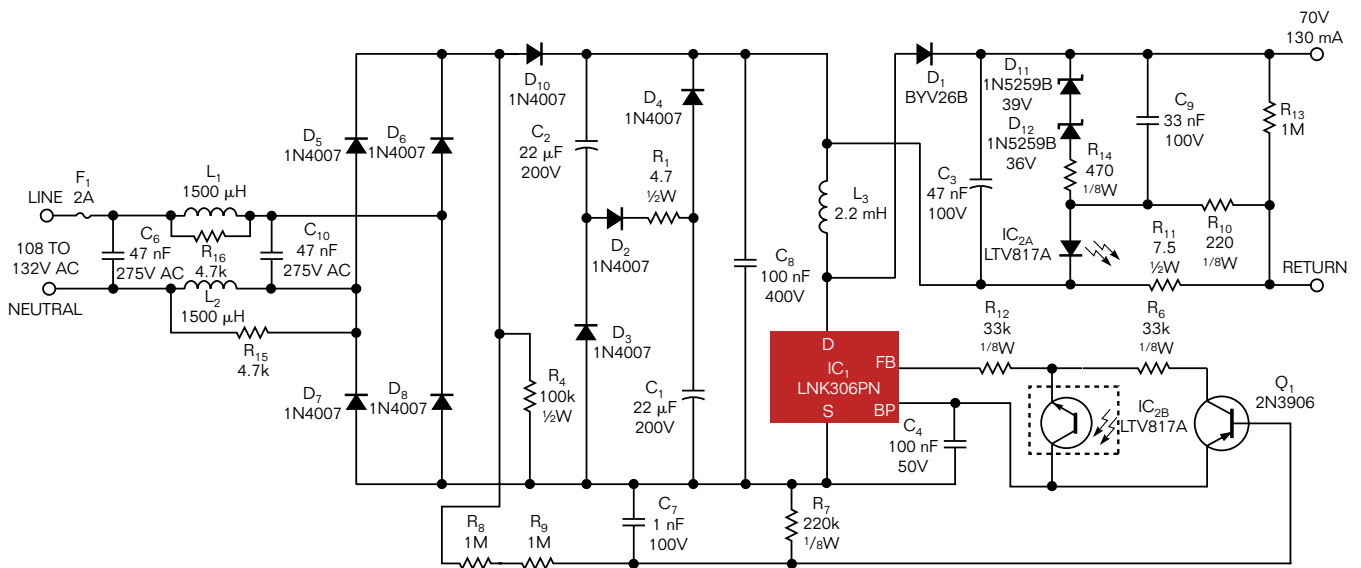 70V
130 mA
D10
1N4007
D1
BYV26B
D11
1N5259B
39V
D12
1N5259B
36V
R14
470
1/8W
C9
33 nF
100V
R13
1M
D5
1N4007
D6
1N4007
C2
22 µF
200V
D4
1N4007
R1
4.7
½W
D2
1N4007
L3
2.2 mH
C3
47 nF
100V
F1
2A
LINE
L1
1500 µH
R16
4.7k
C6
47 nF
275V AC
C10
47 nF
275V AC
108 TO
132V AC
NEUTRAL
L2
1500 µH
R15
4.7k
C8
100 nF
400V
IC2A
LTV817A
R11
7.5
½W
R10
220
1/8W
RETURN
D3
1N4007
D7
1N4007
D8
1N4007
R4
100k
½W
C1
22 µF
200V
D
IC1
LNK306PN
S
FB
BP
R12
33k
1/8W
R6
33k
1/8W
C4
100 nF
50V
IC2B
LTV817A
Q1
2N3906
R8
1M
R9
1M
C7
1 nF
100V
R7
220k
1/8W